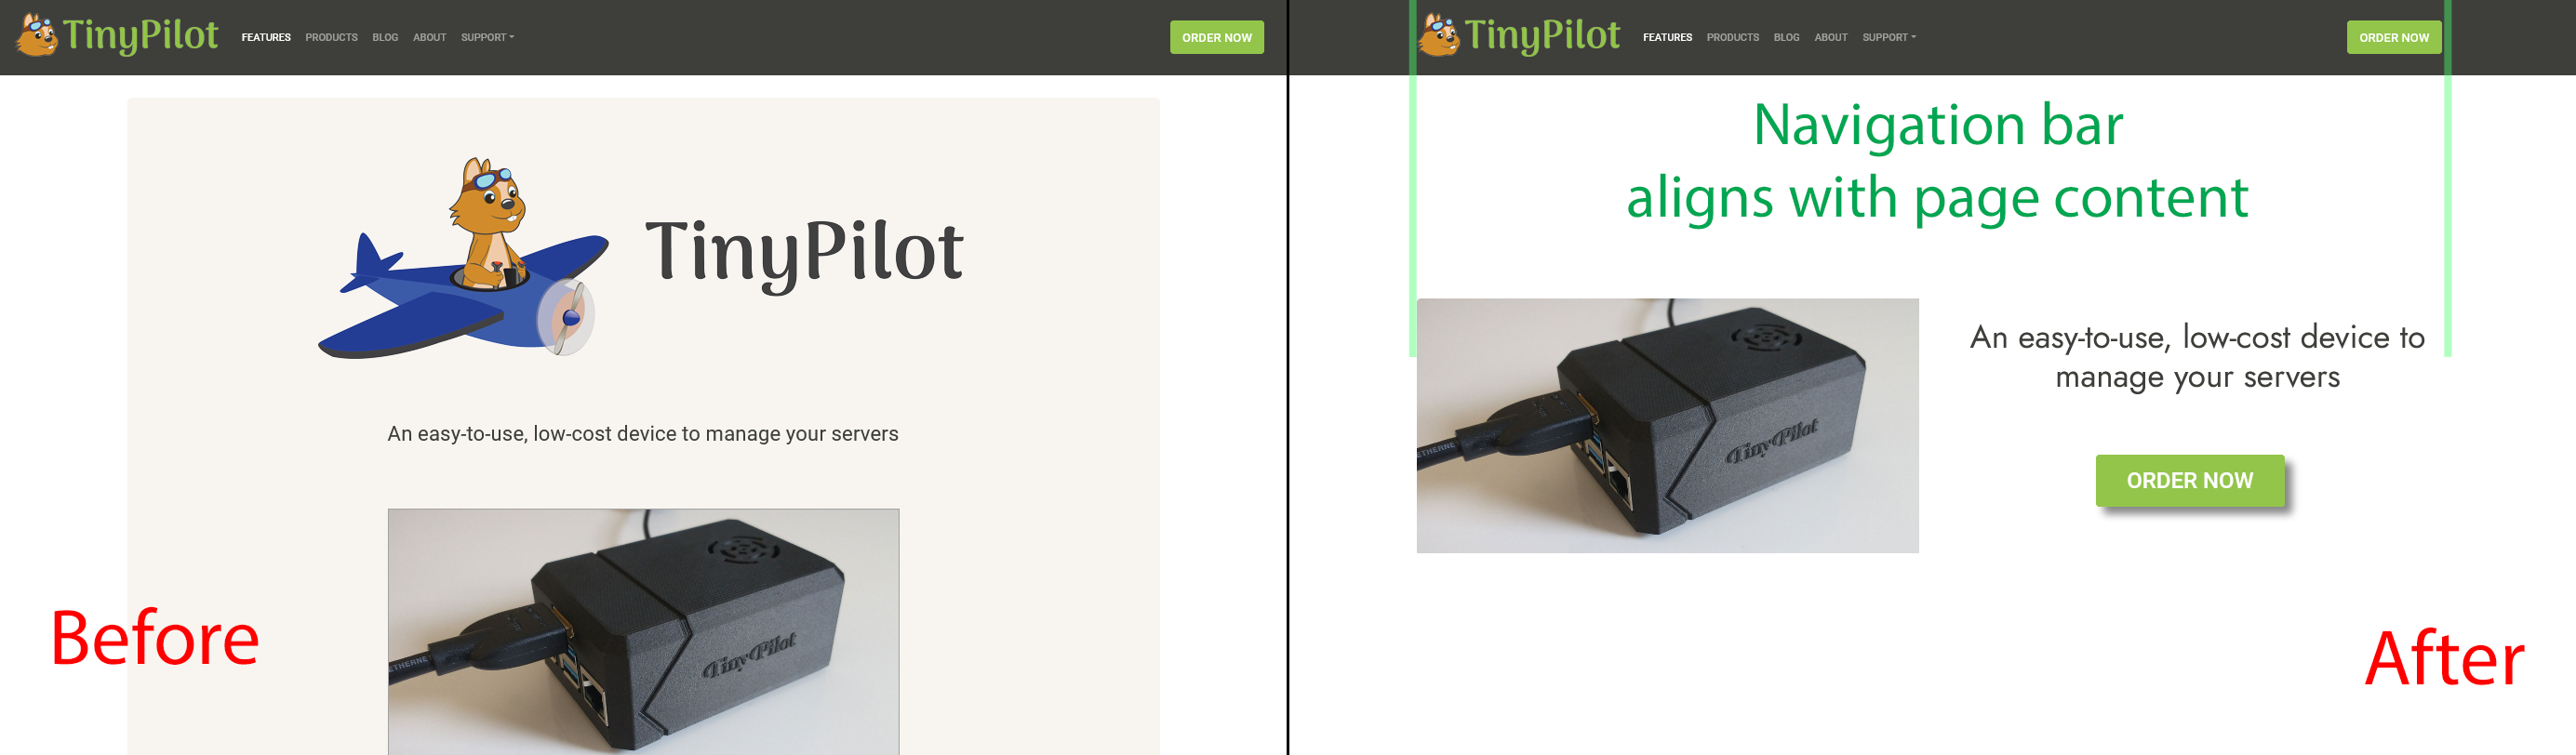 TinyPilot
FEATURES PRODUCTS BLOG ABOUT SUPPORT
ORDER NOW
TinyPilot
An easy-to-use, low-cost device to manage your servers
ETHERNE
TinyPilot
Before
TinyPilot
FEATURES PRODUCTS BLOG ABOUT SUPPORT
ORDER NOW
Navigation bar
aligns with page content
An easy-to-use, low-cost device to
manage your servers
ETHERNE
TinyPilot
ORDER NOW
After